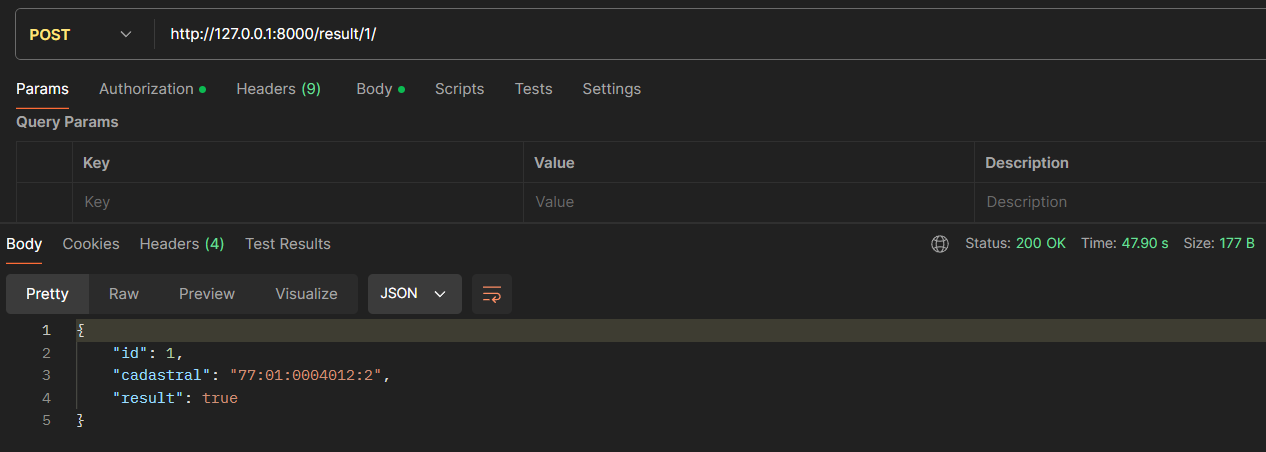 POST http://127.0.0.1:8000/result/1/
Params Authorization Headers (9) Body Scripts Tests Settings
Query Params
Key Value Description
Key Value Description
Body Cookies Headers (4) Test Results Status: 200 OK Time: 47.90 s Size: 177 B
Pretty Raw Preview Visualize JSON
1 {
2 "id": 1,
3 "cadastral": "77:01:0004012:2",
4 "result": true
5 }